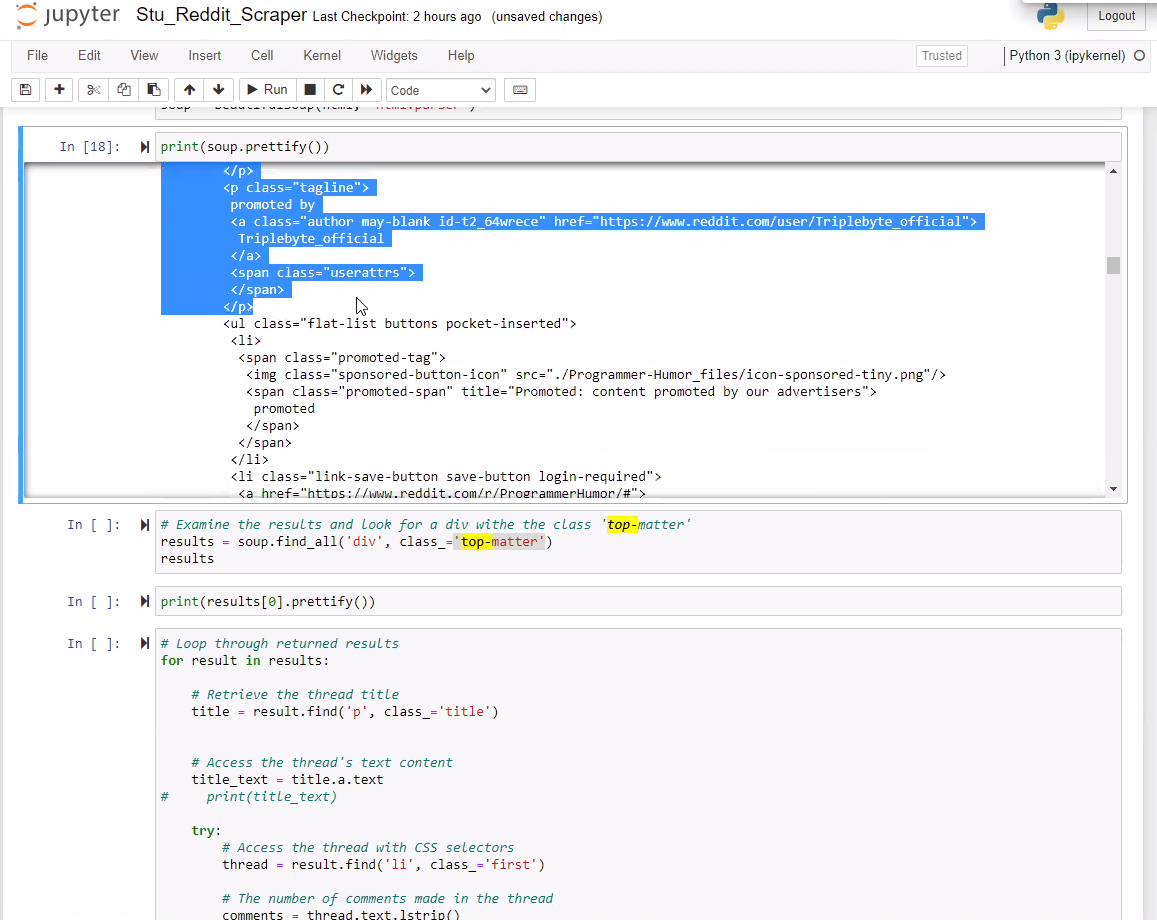 jupyter Stu_Reddit_Scraper Last Checkpoint: 2 hours ago (unsaved changes) Logout
File Edit View Insert Cell Kernel Widgets Help Trusted Python 3 (ipykernel)
Run Code
soup = BeautifulSoup(html, 'html.parser')
In [18]: print(soup.prettify())
</p>
<p class="tagline">
promoted by
<a class="author may-blank id-t2_64wrece" href="https://www.reddit.com/user/Triplebyte_official">
Triplebyte_official
</a>
<span class="userattrs">
</span>
</p>
<ul class="flat-list buttons pocket-inserted">
<li>
<span class="promoted-tag">
<img class="sponsored-button-icon" src="./Programmer-Humor_files/icon-sponsored-tiny.png"/>
<span class="promoted-span" title="Promoted: content promoted by our advertisers">
promoted
</span>
</span>
</li>
<li class="link-save-button save-button login-required">
<a href="https://www.reddit.com/r/ProgrammerHumor/#">
In [ ]: # Examine the results and look for a div withe the class 'top-matter'
results = soup.find_all('div', class_='top-matter')
results
In [ ]: print(results[0].prettify())
In [ ]: # Loop through returned results
for result in results:
# Retrieve the thread title
title = result.find('p', class_='title')
# Access the thread's text content
title_text = title.a.text
# print(title_text)
try:
# Access the thread with CSS selectors
thread = result.find('li', class_='first')
# The number of comments made in the thread
comments = thread.text.lstrip()